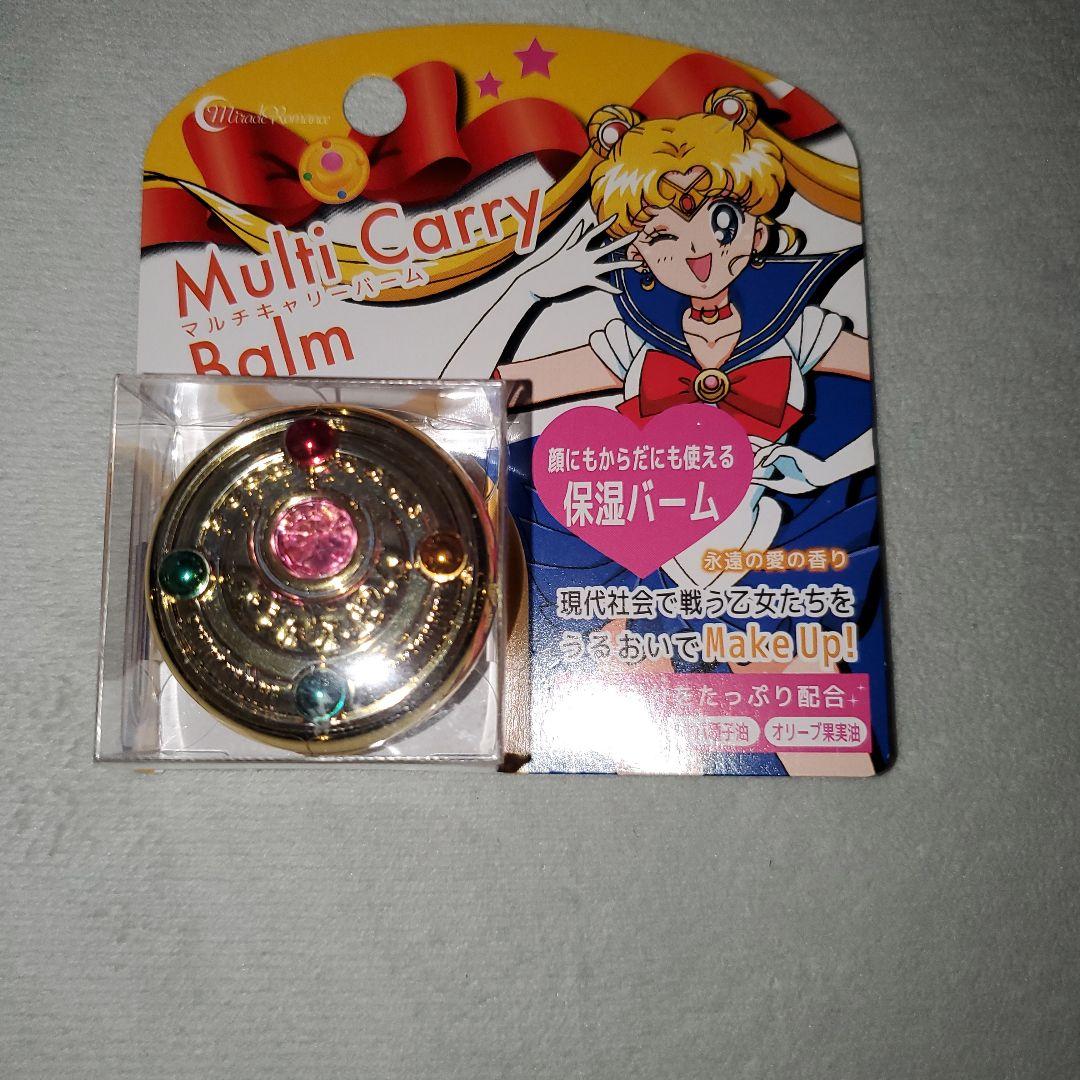 Miracle Romance
Multi Carry
マルチキャリーバーム
Balm
顔にもからだにも使える
保湿バーム
永遠の愛の香り
現代社会で戦う乙女たちを
うるおいでMake Up!
をたっぷり配合
子油 オリーブ果実油